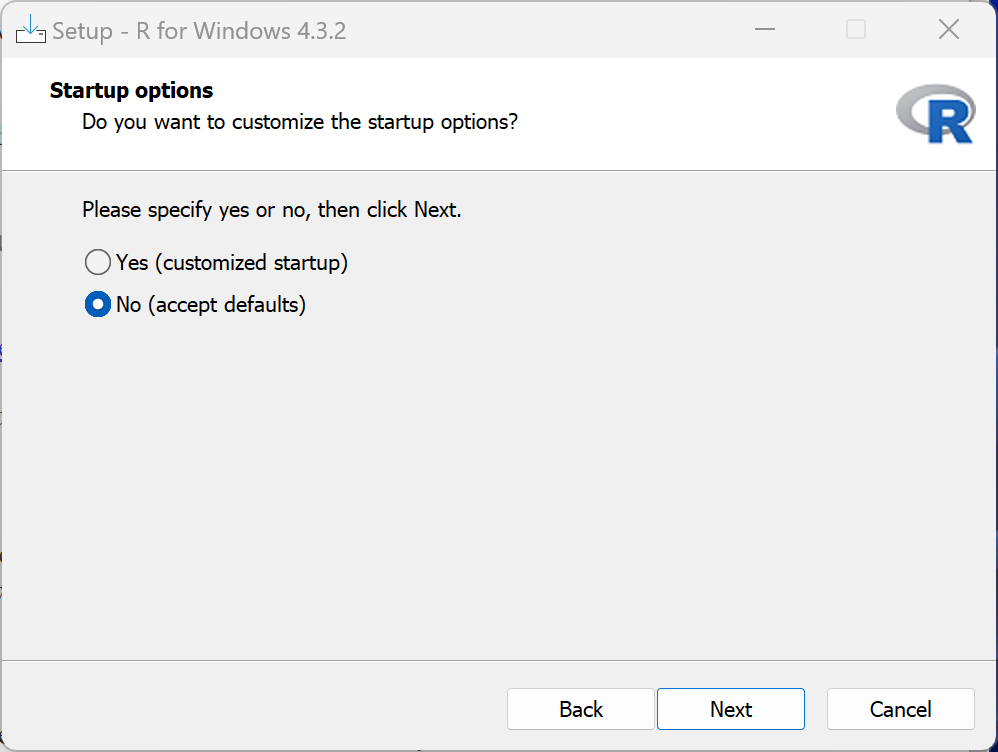 Setup - R for Windows 4.3.2
Startup options
Do you want to customize the startup options?
R
Please specify yes or no, then click Next.
Yes (customized startup)
No (accept defaults)
Back Next Cancel